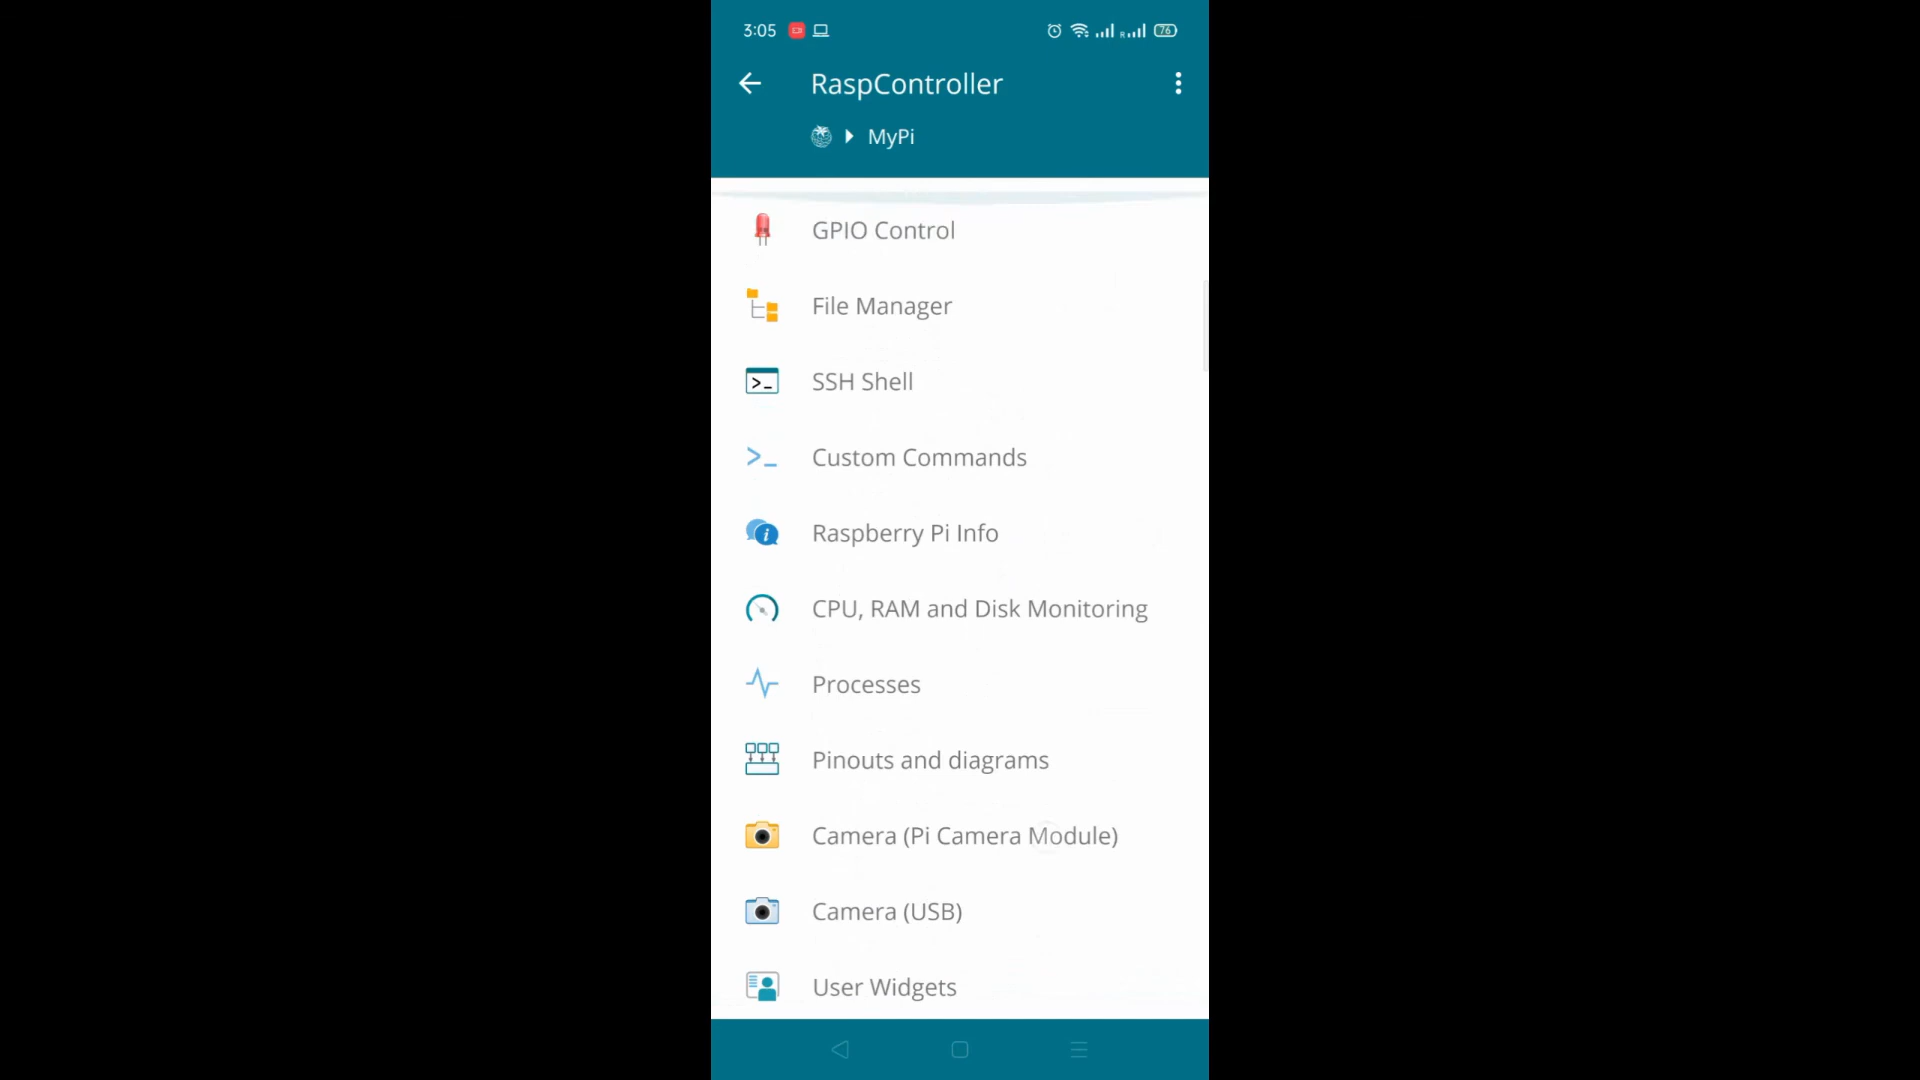 3:05 76
RaspController
MyPi
GPIO Control
File Manager
SSH Shell
Custom Commands
Raspberry Pi Info
CPU, RAM and Disk Monitoring
Processes
Pinouts and diagrams
Camera (Pi Camera Module)
Camera (USB)
User Widgets